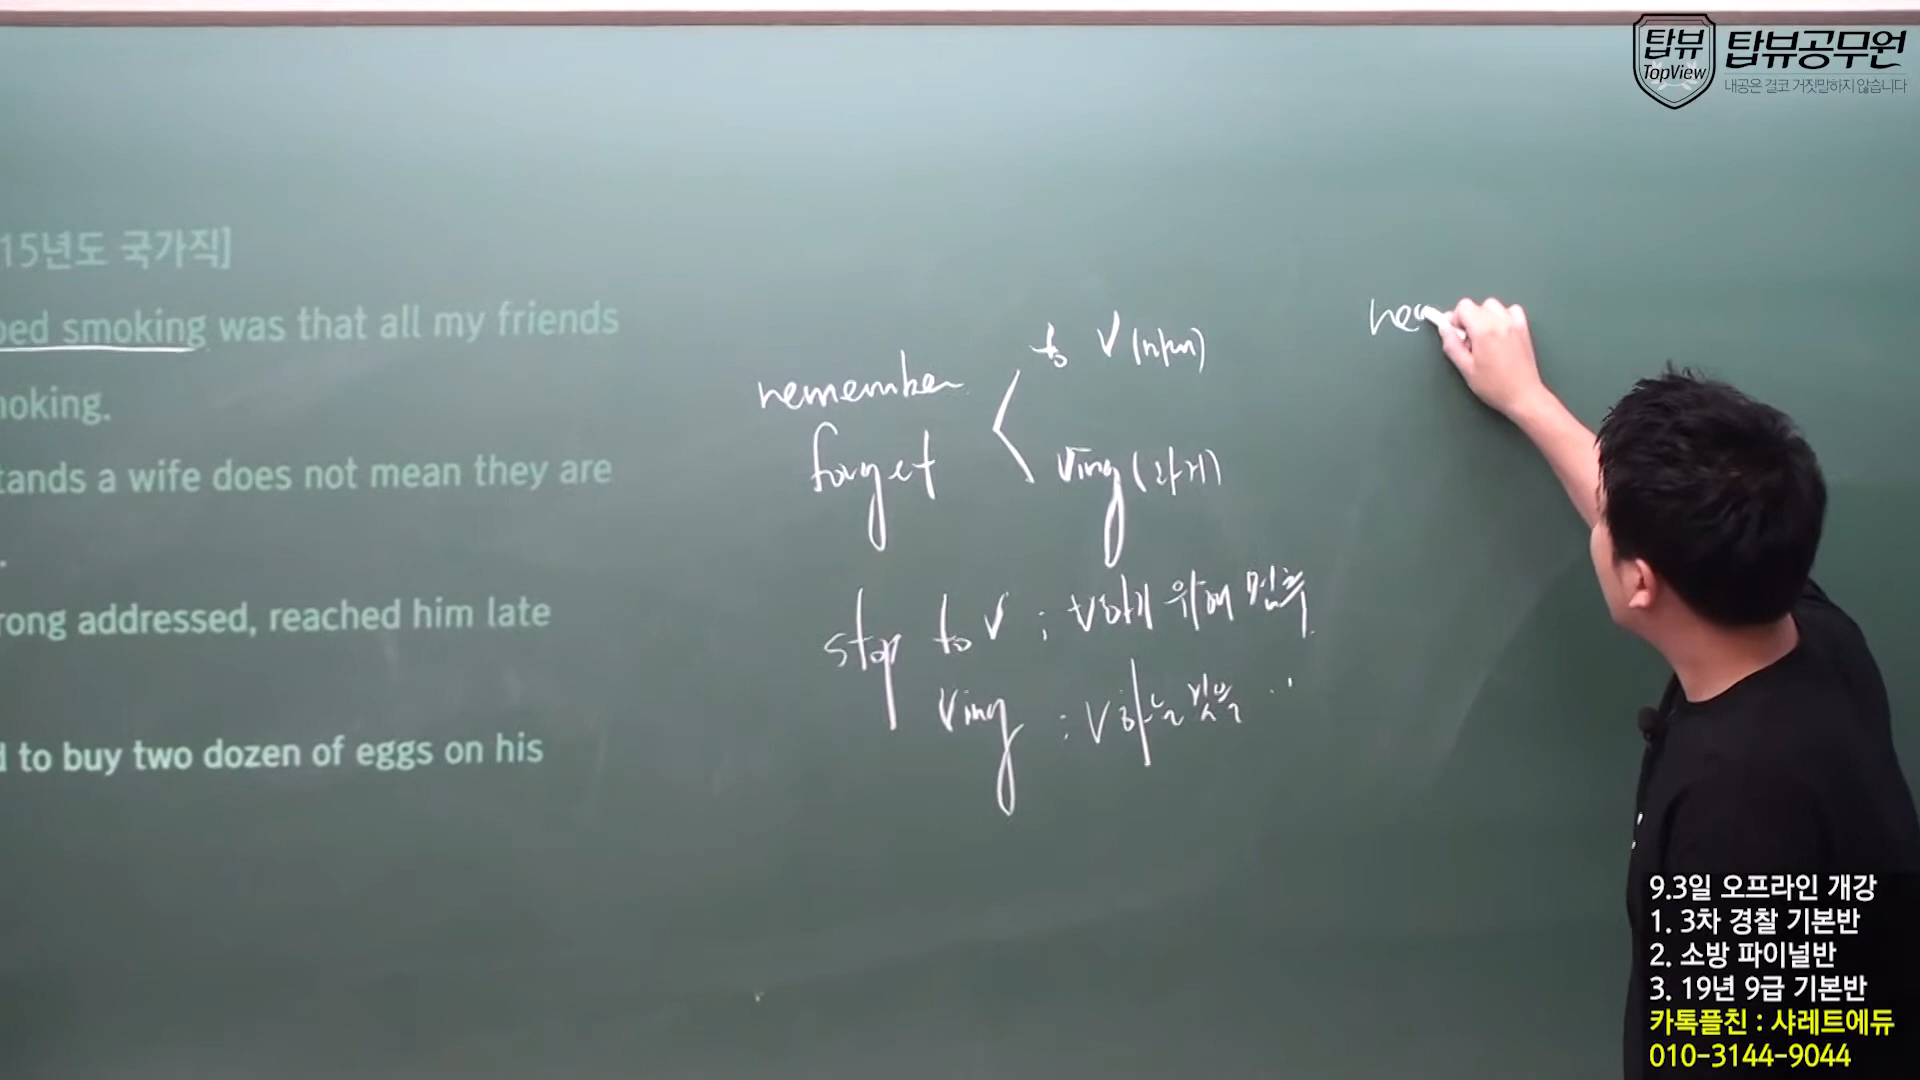 탑뷰
TopView
탑뷰공무원
내공은 결코 거짓말하지 않습니다
15년도 국가직]
ped smoking was that all my friends
moking.
tands a wife does not mean they are
.
rong addressed, reached him late
d to buy two dozen of eggs on his
remember
forget
to V (미래)
Ving (과거)
stop to V : V하기 위해 멈추
Ving : V하는 것을 〃
9.3일 오프라인 개강
1. 3차 경찰 기본반
2. 소방 파이널반
3. 19년 9급 기본반
카톡플친 : 샤레트에듀
010-3144-9044